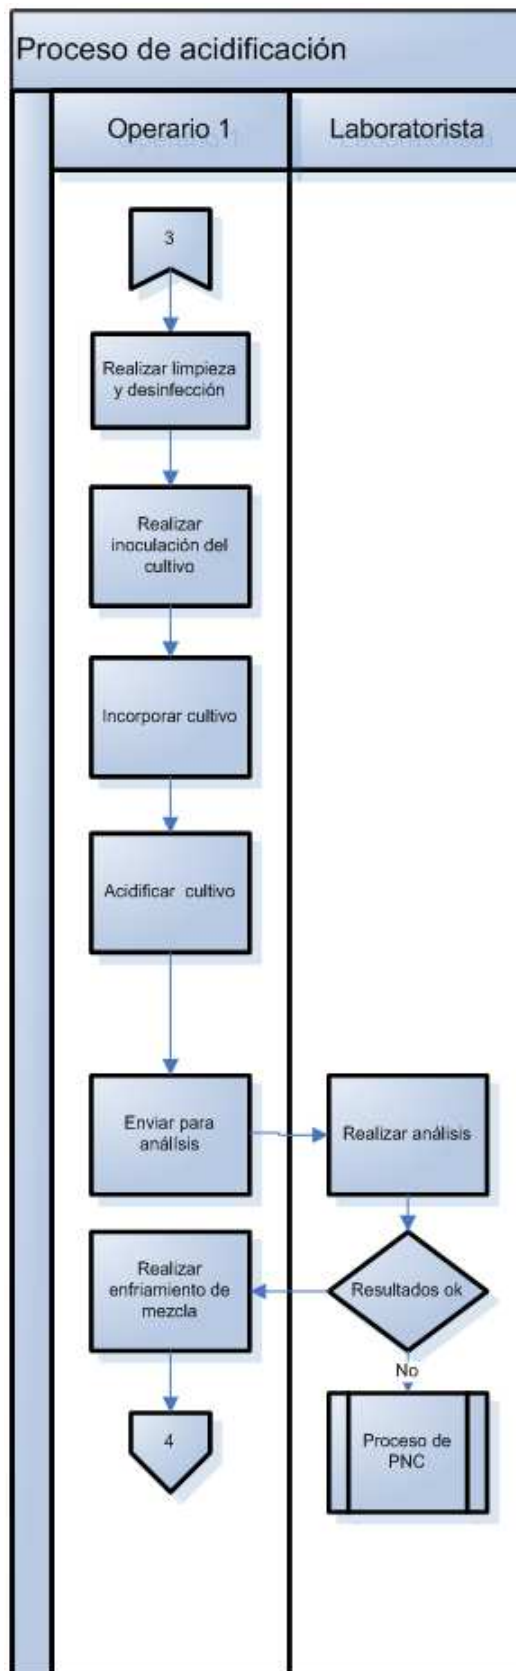 Proceso de acidificación
Operario 1
Laboratorista
3
Realizar limpieza
y desinfección
Realizar
inoculación del
cultivo
Incorporar cultivo
Acidificar cultivo
Enviar para
análisis
Realizar análisis
Realizar
enfriamiento de
mezcla
Resultados ok
No
4
Proceso de
PNC